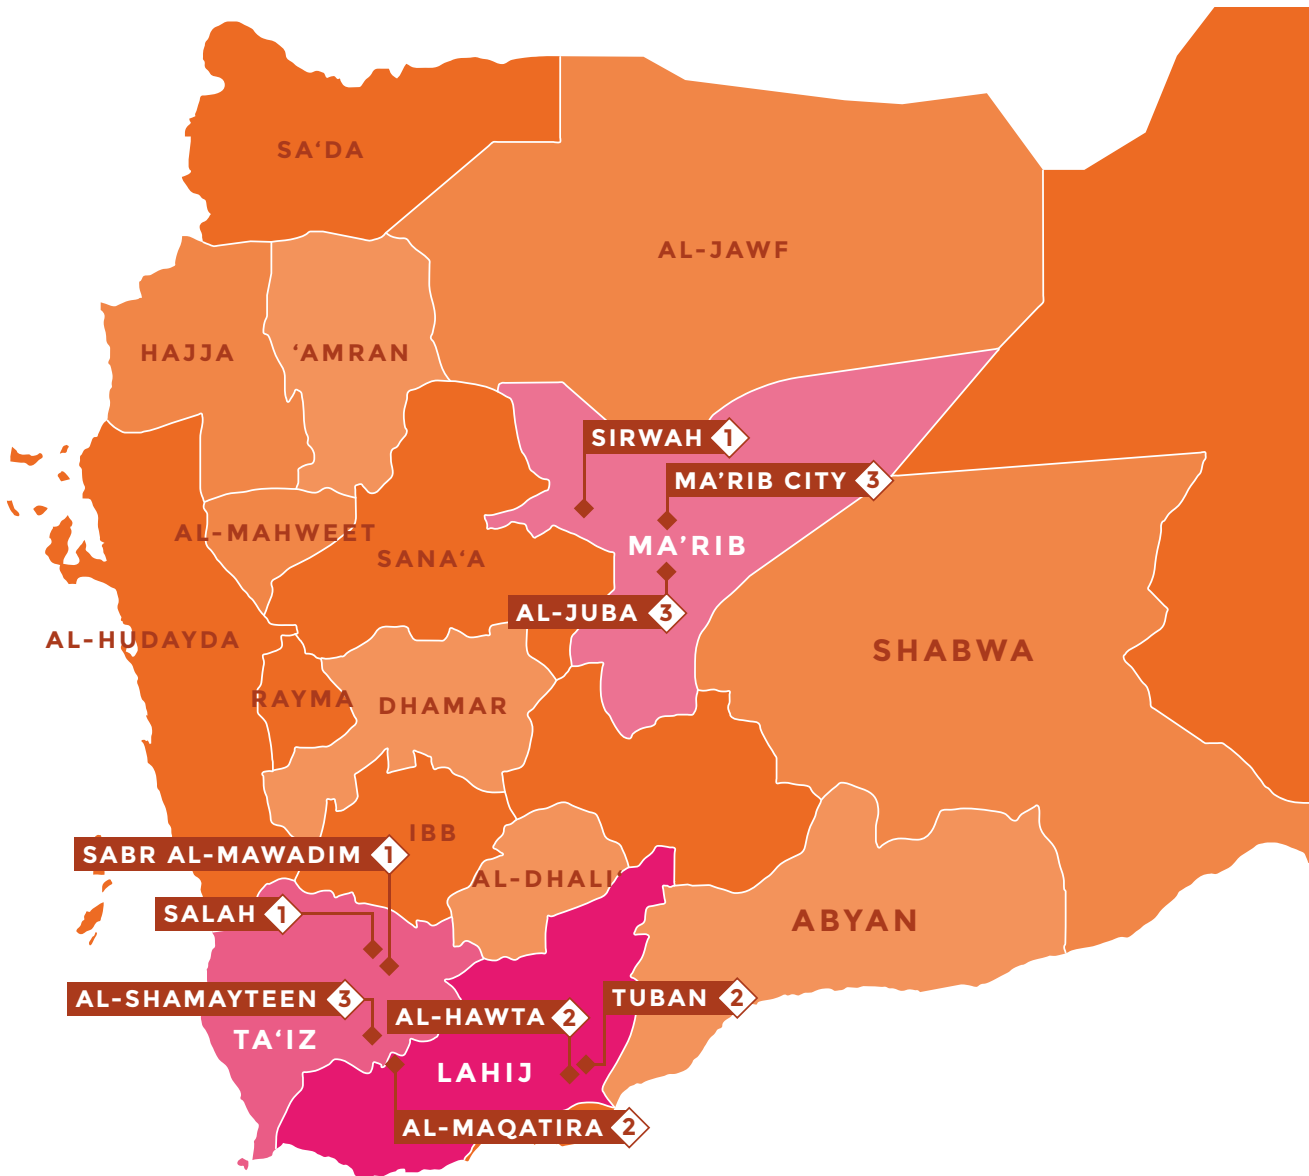 SA‘DA
AL-JAWF
HAJJA
‘AMRAN
SIRWAH 1
MA’RIB CITY 3
AL-MAHWEET
SANA‘A
MA’RIB
AL-JUBA 3
AL-HUDAYDA
SHABWA
RAYMA
DHAMAR
IBB
SABR AL-MAWADIM 1
AL-DHALI‘
SALAH 1
ABYAN
AL-SHAMAYTEEN 3
TUBAN 2
AL-HAWTA 2
TA‘IZ
LAHIJ
AL-MAQATIRA 2